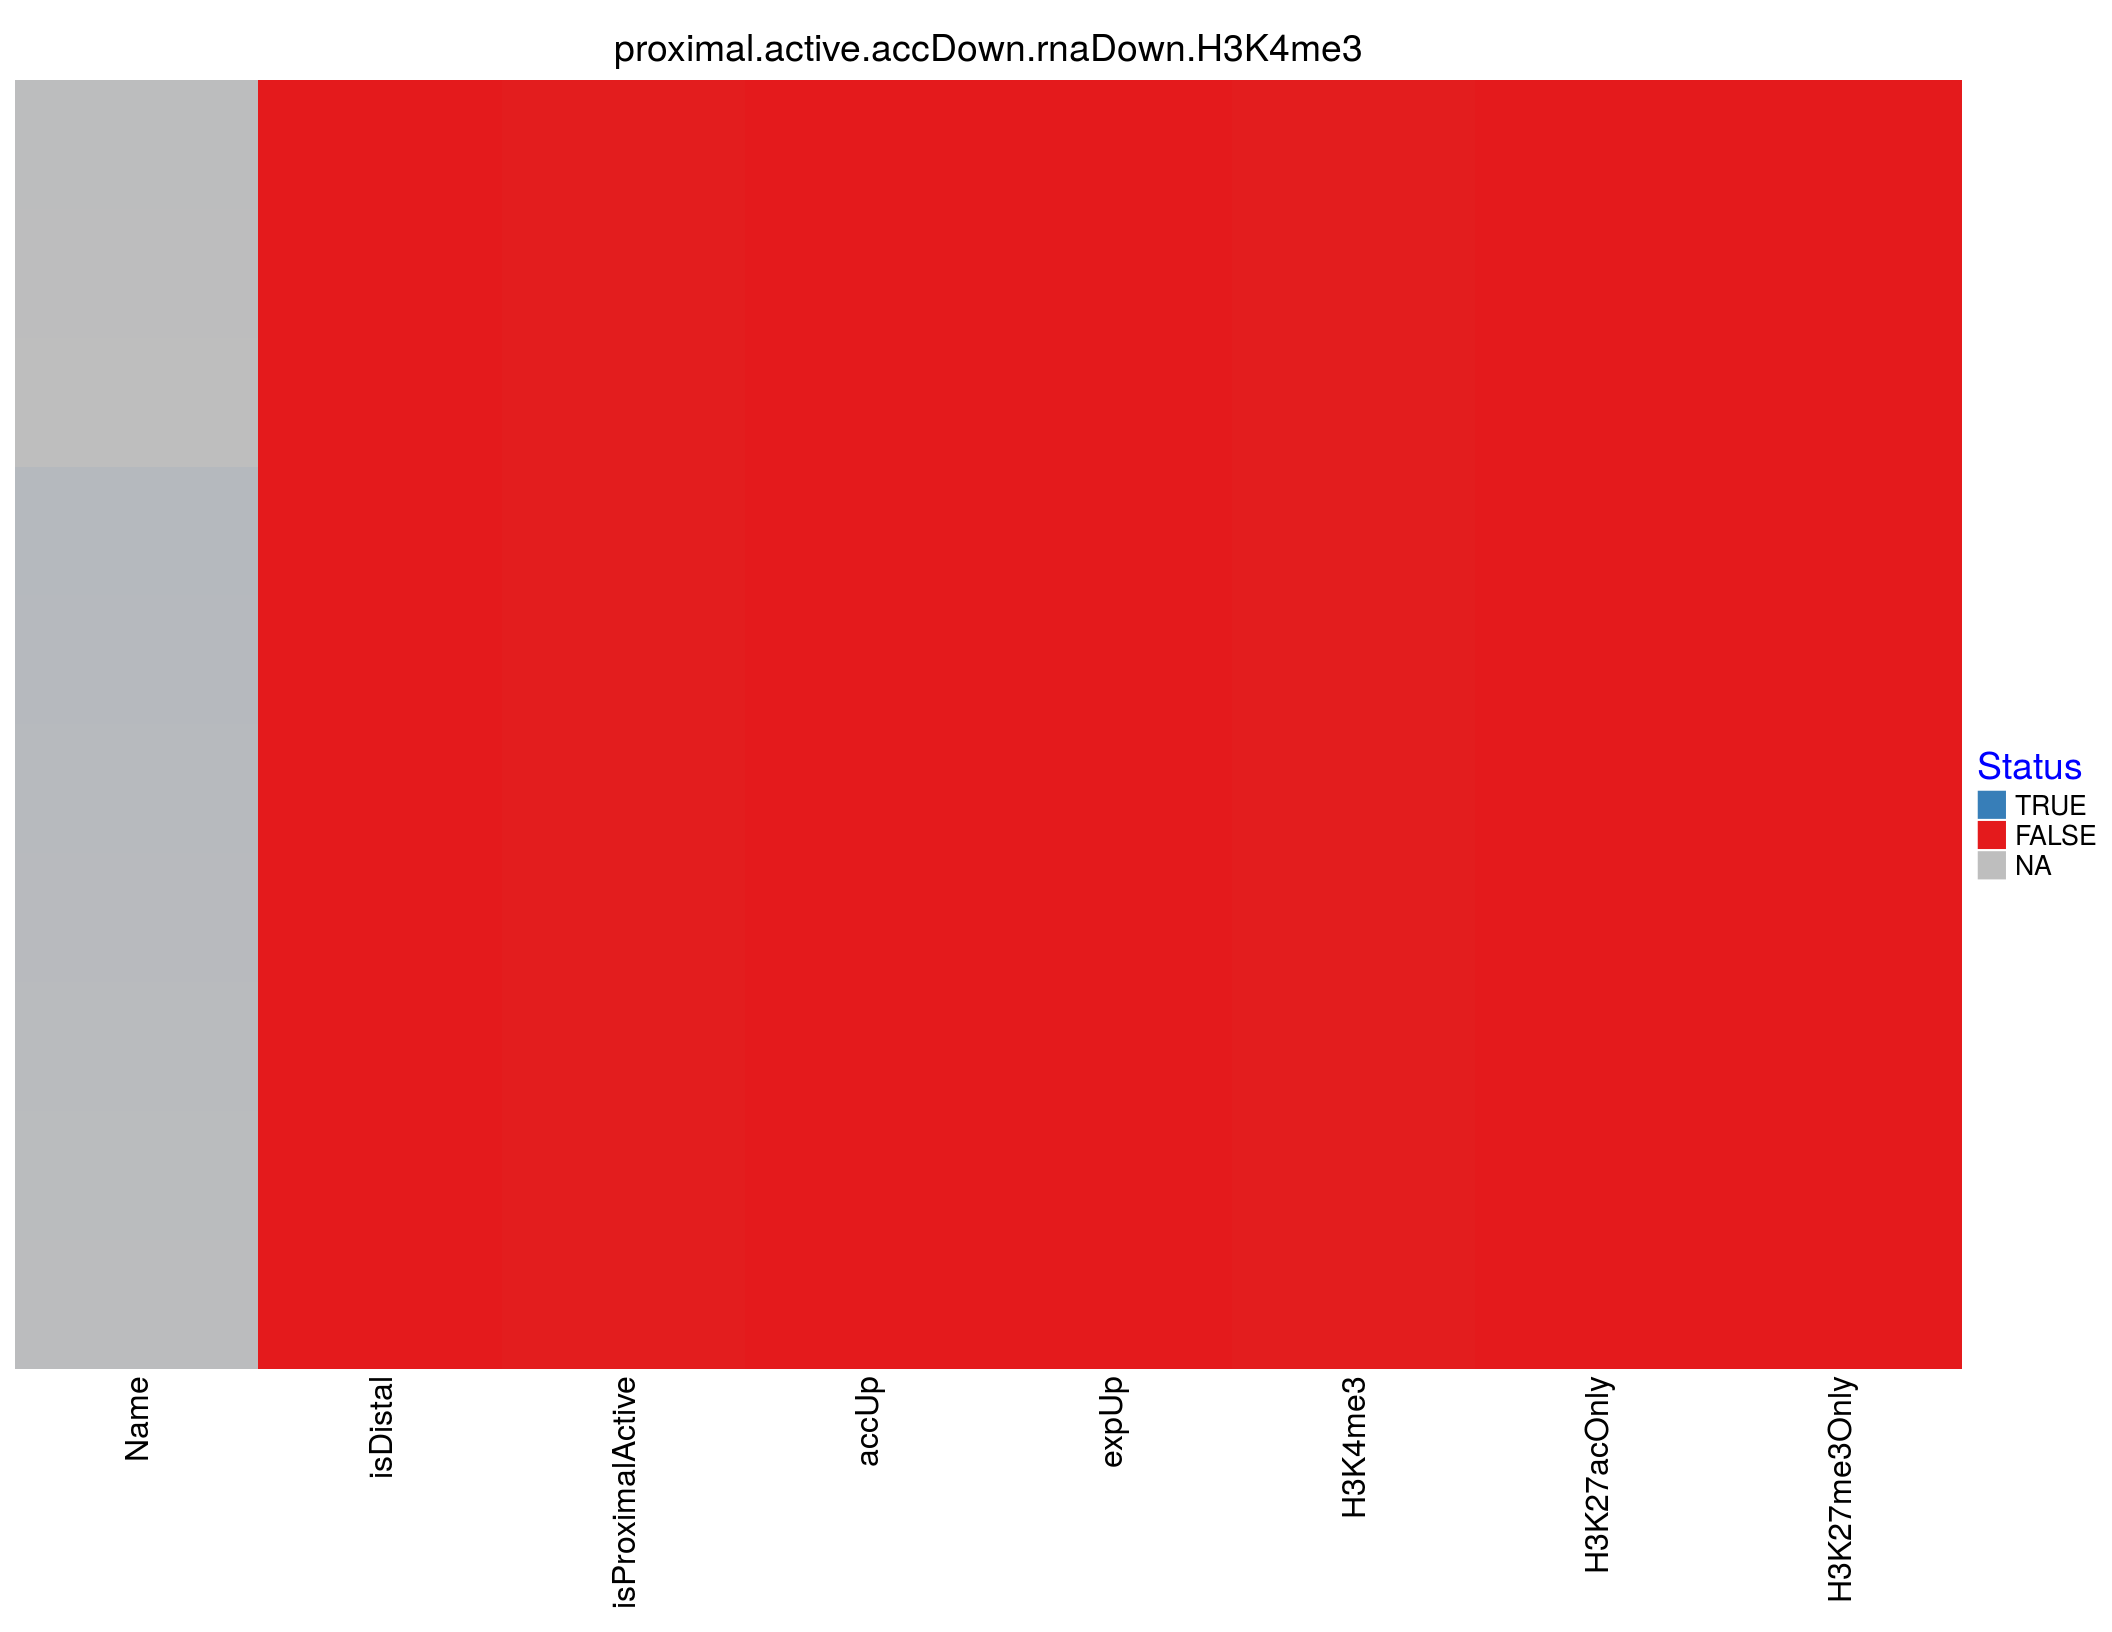 proximal.active.accDown.rnaDown.H3K4me3
Status
TRUE
FALSE
NA
Name
isDistal
isProximalActive
accUp
expUp
H3K4me3
H3K27acOnly
H3K27me3Only